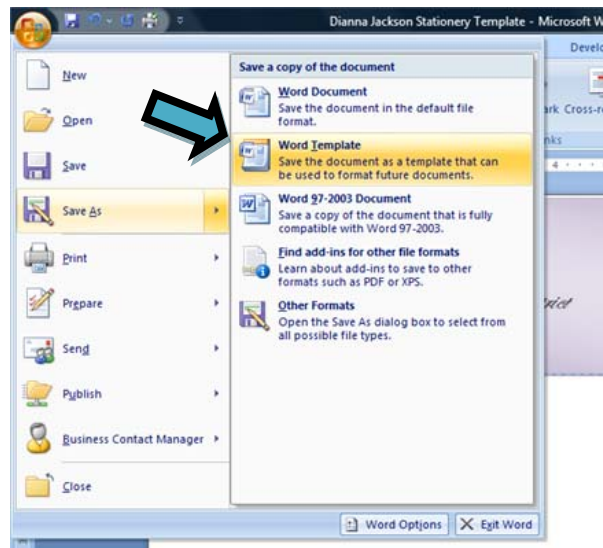 Dianna Jackson Stationery Template - Microsoft W
Develo
New
Open
Save
Save As
Print
Prepare
Send
Publish
Business Contact Manager
Close
Save a copy of the document
Word Document
Save the document in the default file
format.
Word Template
Save the document as a template that can
be used to format future documents.
Word 97-2003 Document
Save a copy of the document that is fully
compatible with Word 97-2003.
Find add-ins for other file formats
Learn about add-ins to save to other
formats such as PDF or XPS.
Other Formats
Open the Save As dialog box to select from
all possible file types.
ark Cross-r
nks
4
Word Options
Exit Word